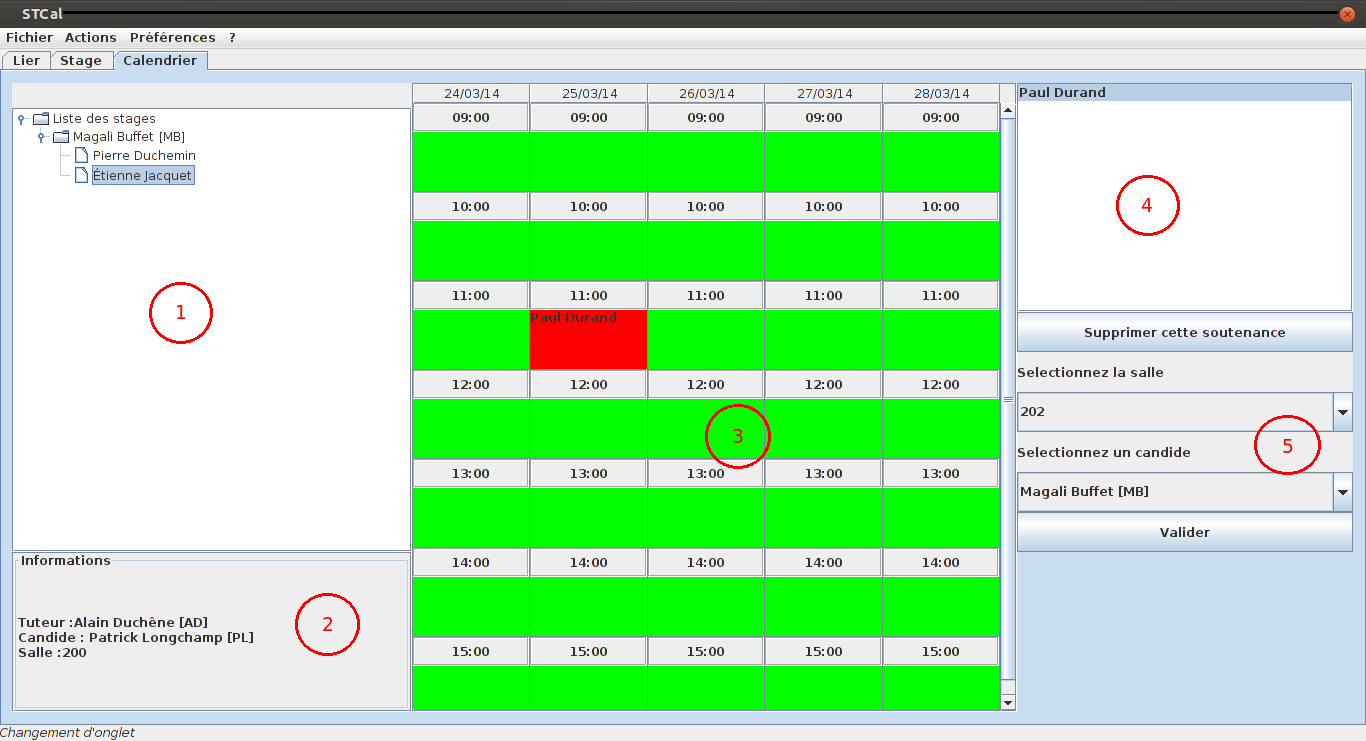 STCal
Fichier Actions Préférences ?
Lier Stage Calendrier
Liste des stages
Magali Buffet [MB]
Pierre Duchemin
Étienne Jacquet
1
Informations
Tuteur :Alain Duchêne [AD]
Candide : Patrick Longchamp [PL]
Salle :200
2
24/03/14 25/03/14 26/03/14 27/03/14 28/03/14
09:00 09:00 09:00 09:00 09:00
10:00 10:00 10:00 10:00 10:00
11:00 11:00 11:00 11:00 11:00
Paul Durand
12:00 12:00 12:00 12:00 12:00
3
13:00 13:00 13:00 13:00 13:00
14:00 14:00 14:00 14:00 14:00
15:00 15:00 15:00 15:00 15:00
Paul Durand
4
Supprimer cette soutenance
Selectionnez la salle
202
5
Selectionnez un candide
Magali Buffet [MB]
Valider
Changement d'onglet